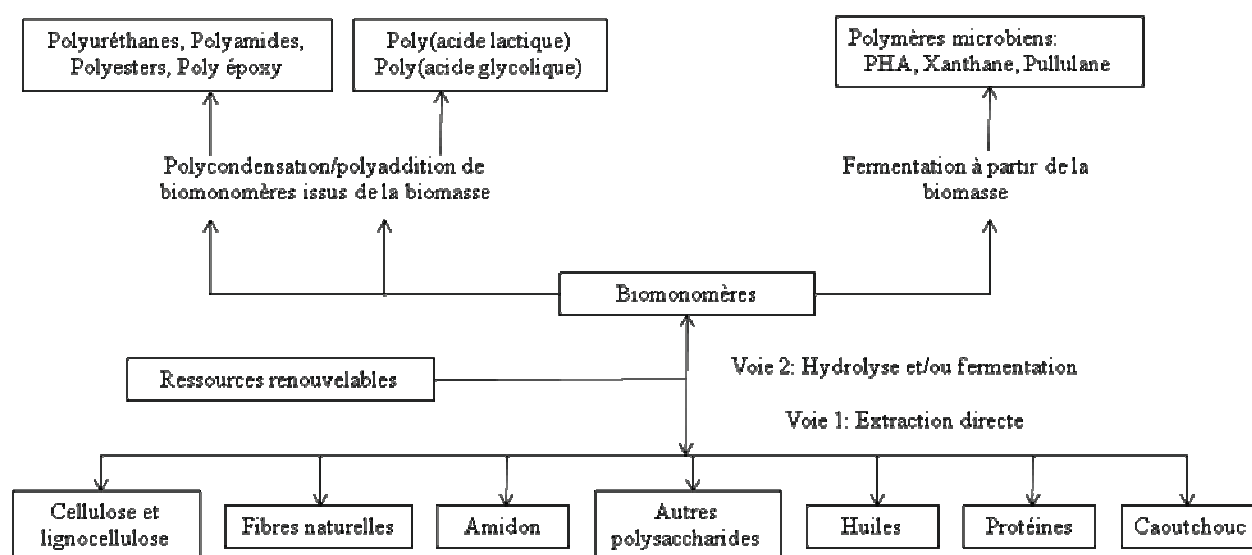 Polyuréthanes, Polyamides,
Polyesters, Poly époxy
Poly(acide lactique)
Poly(acide glycolique)
Polymères microbiens:
PHA, Xanthane, Pullulane
Polycondensation/polyaddition de
biomonomères issus de la biomasse
Fermentation à partir de la
biomasse
Biomonomères
Ressources renouvelables
Voie 2: Hydrolyse et/ou fermentation
Voie 1: Extraction directe
Cellulose et
lignocellulose
Fibres naturelles
Amidon
Autres
polysaccharides
Huiles
Protéines
Caoutchouc